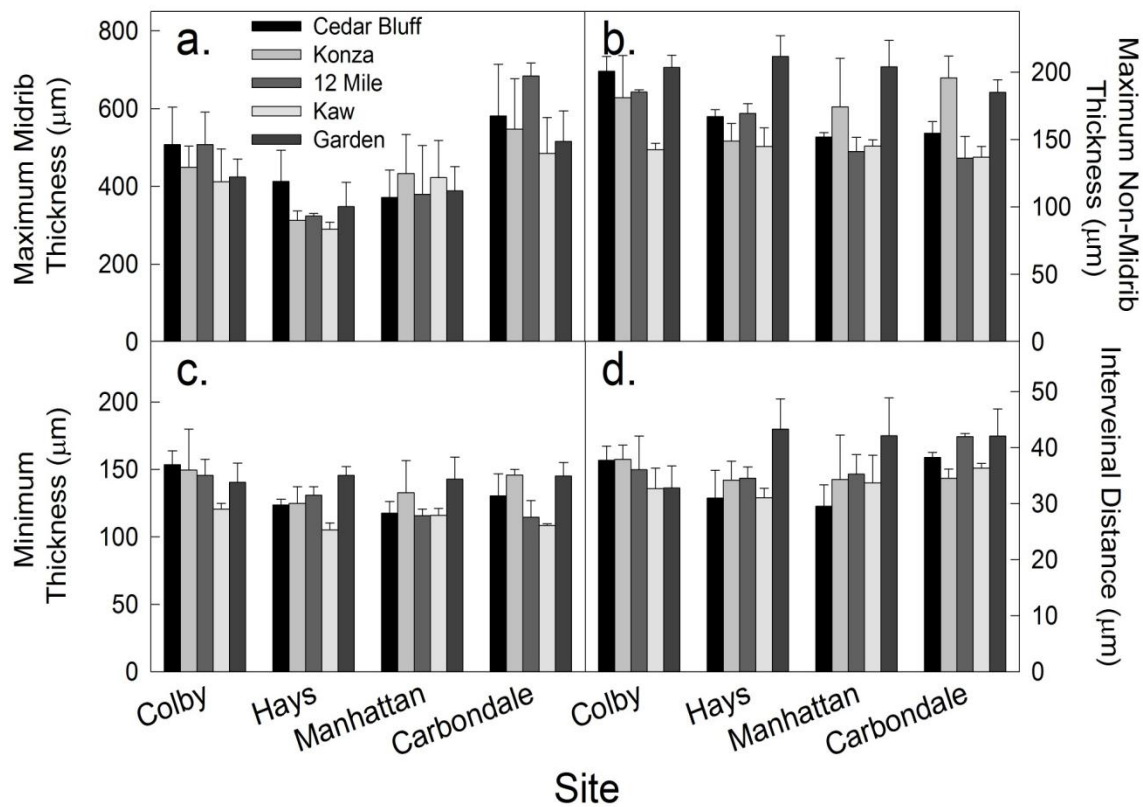 a.
Cedar Bluff
Konza
12 Mile
Kaw
Garden
b.
Maximum Midrib
Thickness (μm)
800
600
400
200
0
Maximum Non-Midrib
Thickness (μm)
200
150
100
50
0
c.
d.
Minimum
Thickness (μm)
200
150
100
50
0
Interveinal Distance (μm)
50
40
30
20
10
0
Colby
Hays
Manhattan
Carbondale
Colby
Hays
Manhattan
Carbondale
Site